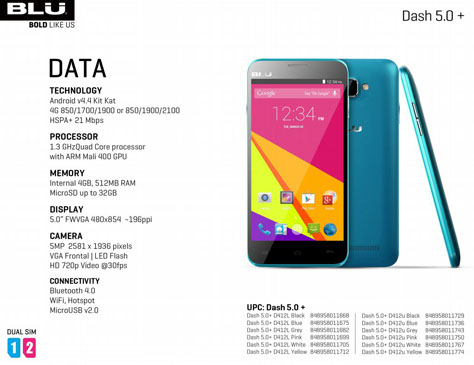 BLU
BOLD LIKE US
Dash 5.0 +
DATA
TECHNOLOGY
Android v4.4 Kit Kat
4G 850/1700/1900 or 850/1900/2100
HSPA+ 21 Mbps
PROCESSOR
1.3 GHzQuad Core processor
with ARM Mali 400 GPU
MEMORY
Internal 4GB, 512MB RAM
MicroSD up to 32GB
DISPLAY
5.0" FWVGA 480x854 ~196ppi
CAMERA
5MP 2581 x 1936 pixels
VGA Frontal | LED Flash
HD 720p Video @30fps
CONNECTIVITY
Bluetooth 4.0
WiFi, Hotspot
MicroUSB v2.0
DUAL SIM
1 2
BLU
Google
12:34 PM
BLU
UPC: Dash 5.0 +
Dash 5.0+ D412L Black 848958011668
Dash 5.0+ D412L Blue 848958011675
Dash 5.0+ D412L Grey 848958011682
Dash 5.0+ D412L Pink 848958011699
Dash 5.0+ D412L White 848958011705
Dash 5.0+ D412L Yellow 848958011712
Dash 5.0+ D412u Black 848958011729
Dash 5.0+ D412u Blue 848958011736
Dash 5.0+ D412u Grey 848958011743
Dash 5.0+ D412u Pink 848958011750
Dash 5.0+ D412u White 848958011767
Dash 5.0+ D412u Yellow 848958011774